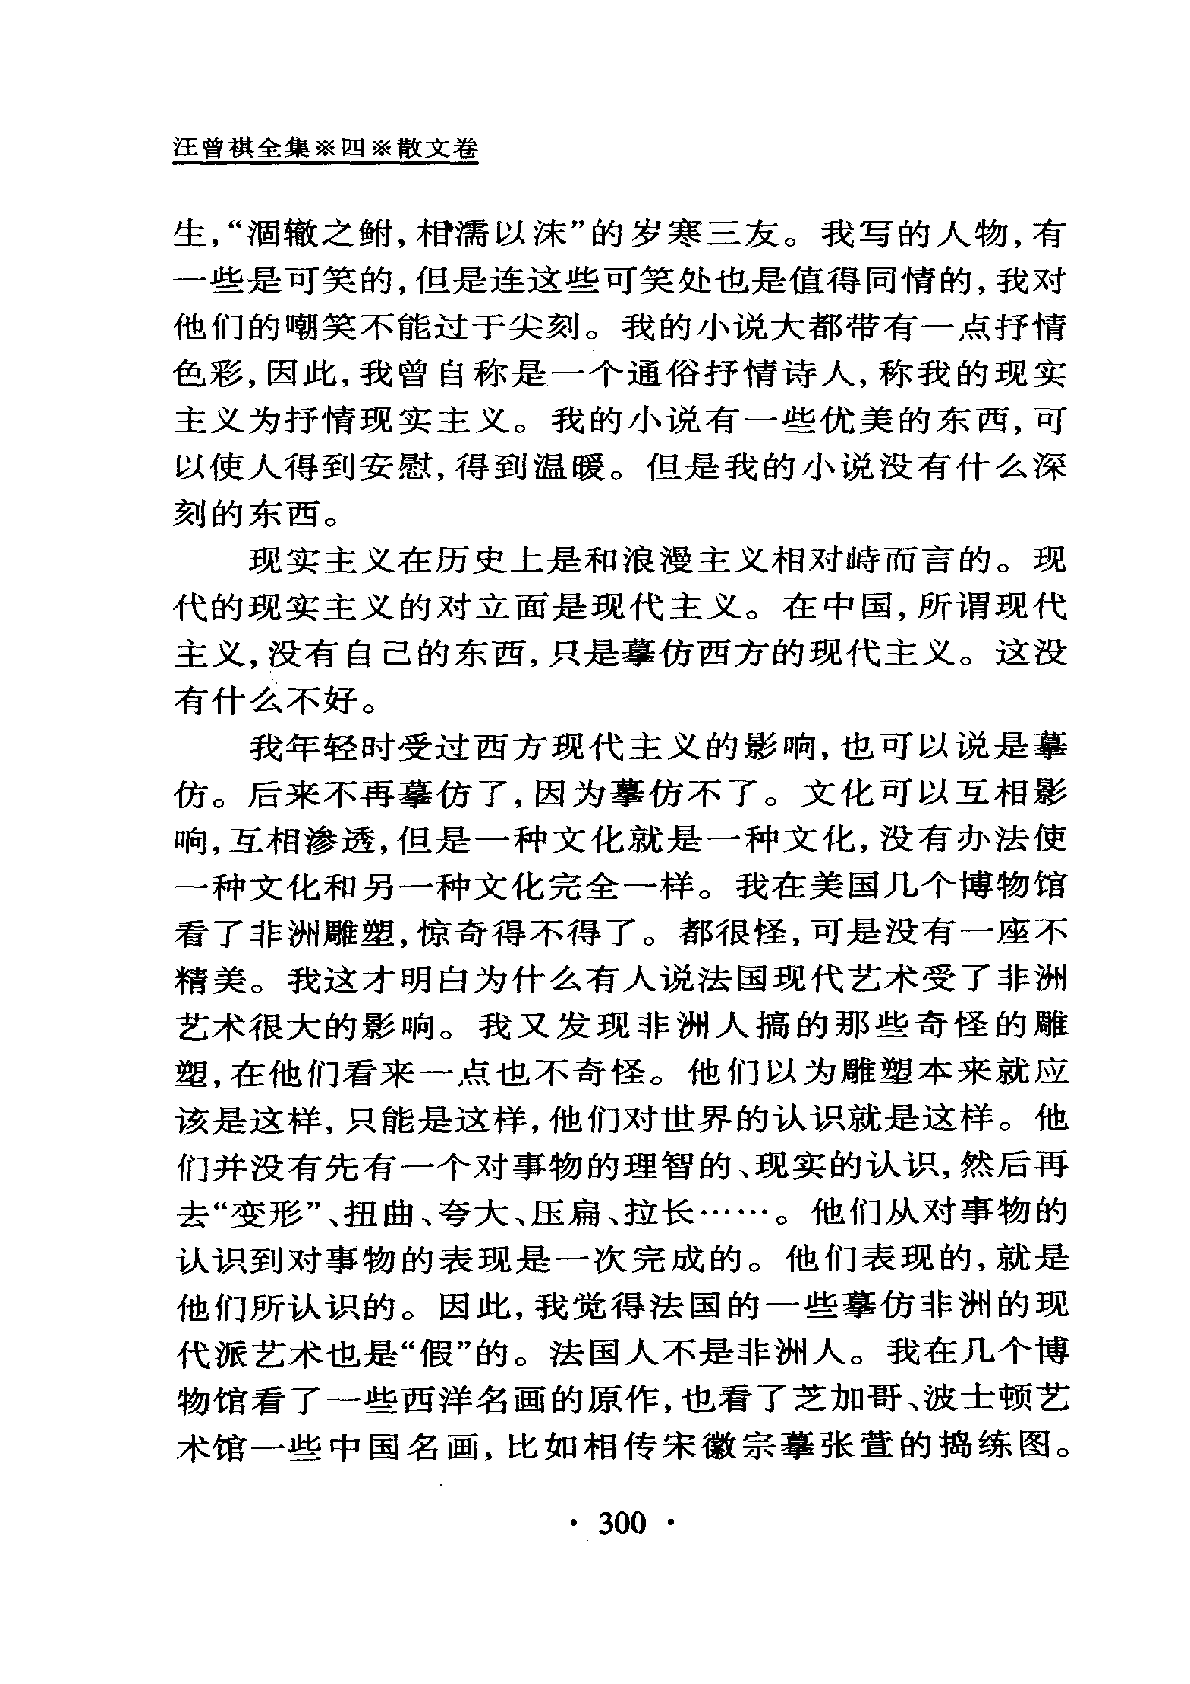 汪曾祺全集※四※散文卷
生,“涸辙之鲋,相濡以沫”的岁寒三友。我写的人物,有
一些是可笑的,但是连这些可笑处也是值得同情的,我对
他们的嘲笑不能过于尖刻。我的小说大都带有一点抒情
色彩,因此,我曾自称是一个通俗抒情诗人,称我的现实
主义为抒情现实主义。我的小说有一些优美的东西,可
以使人得到安慰,得到温暖。但是我的小说没有什么深
刻的东西。
现实主义在历史上是和浪漫主义相对峙而言的。现
代的现实主义的对立面是现代主义。在中国,所谓现代
主义,没有自己的东西,只是摹仿西方的现代主义。这没
有什么不好。
我年轻时受过西方现代主义的影响,也可以说是摹
仿。后来不再摹仿了,因为摹仿不了。文化可以互相影
响,互相渗透,但是一种文化就是一种文化,没有办法使
一种文化和另一种文化完全一样。我在美国几个博物馆
看了非洲雕塑,惊奇得不得了。都很怪,可是没有一座不
精美。我这才明白为什么有人说法国现代艺术受了非洲
艺术很大的影响。我又发现非洲人搞的那些奇怪的雕
塑,在他们看来一点也不奇怪。他们以为雕塑本来就应
该是这样,只能是这样,他们对世界的认识就是这样。他
们并没有先有一个对事物的理智的、现实的认识,然后再
去“变形”、扭曲、夸大、压扁、拉长……。他们从对事物的
认识到对事物的表现是一次完成的。他们表现的,就是
他们所认识的。因此,我觉得法国的一些摹仿非洲的现
代派艺术也是“假”的。法国人不是非洲人。我在几个博
物馆看了一些西洋名画的原作,也看了芝加哥、波士顿艺
术馆一些中国名画,比如相传宋徽宗摹张萱的捣练图。
· 300 ·